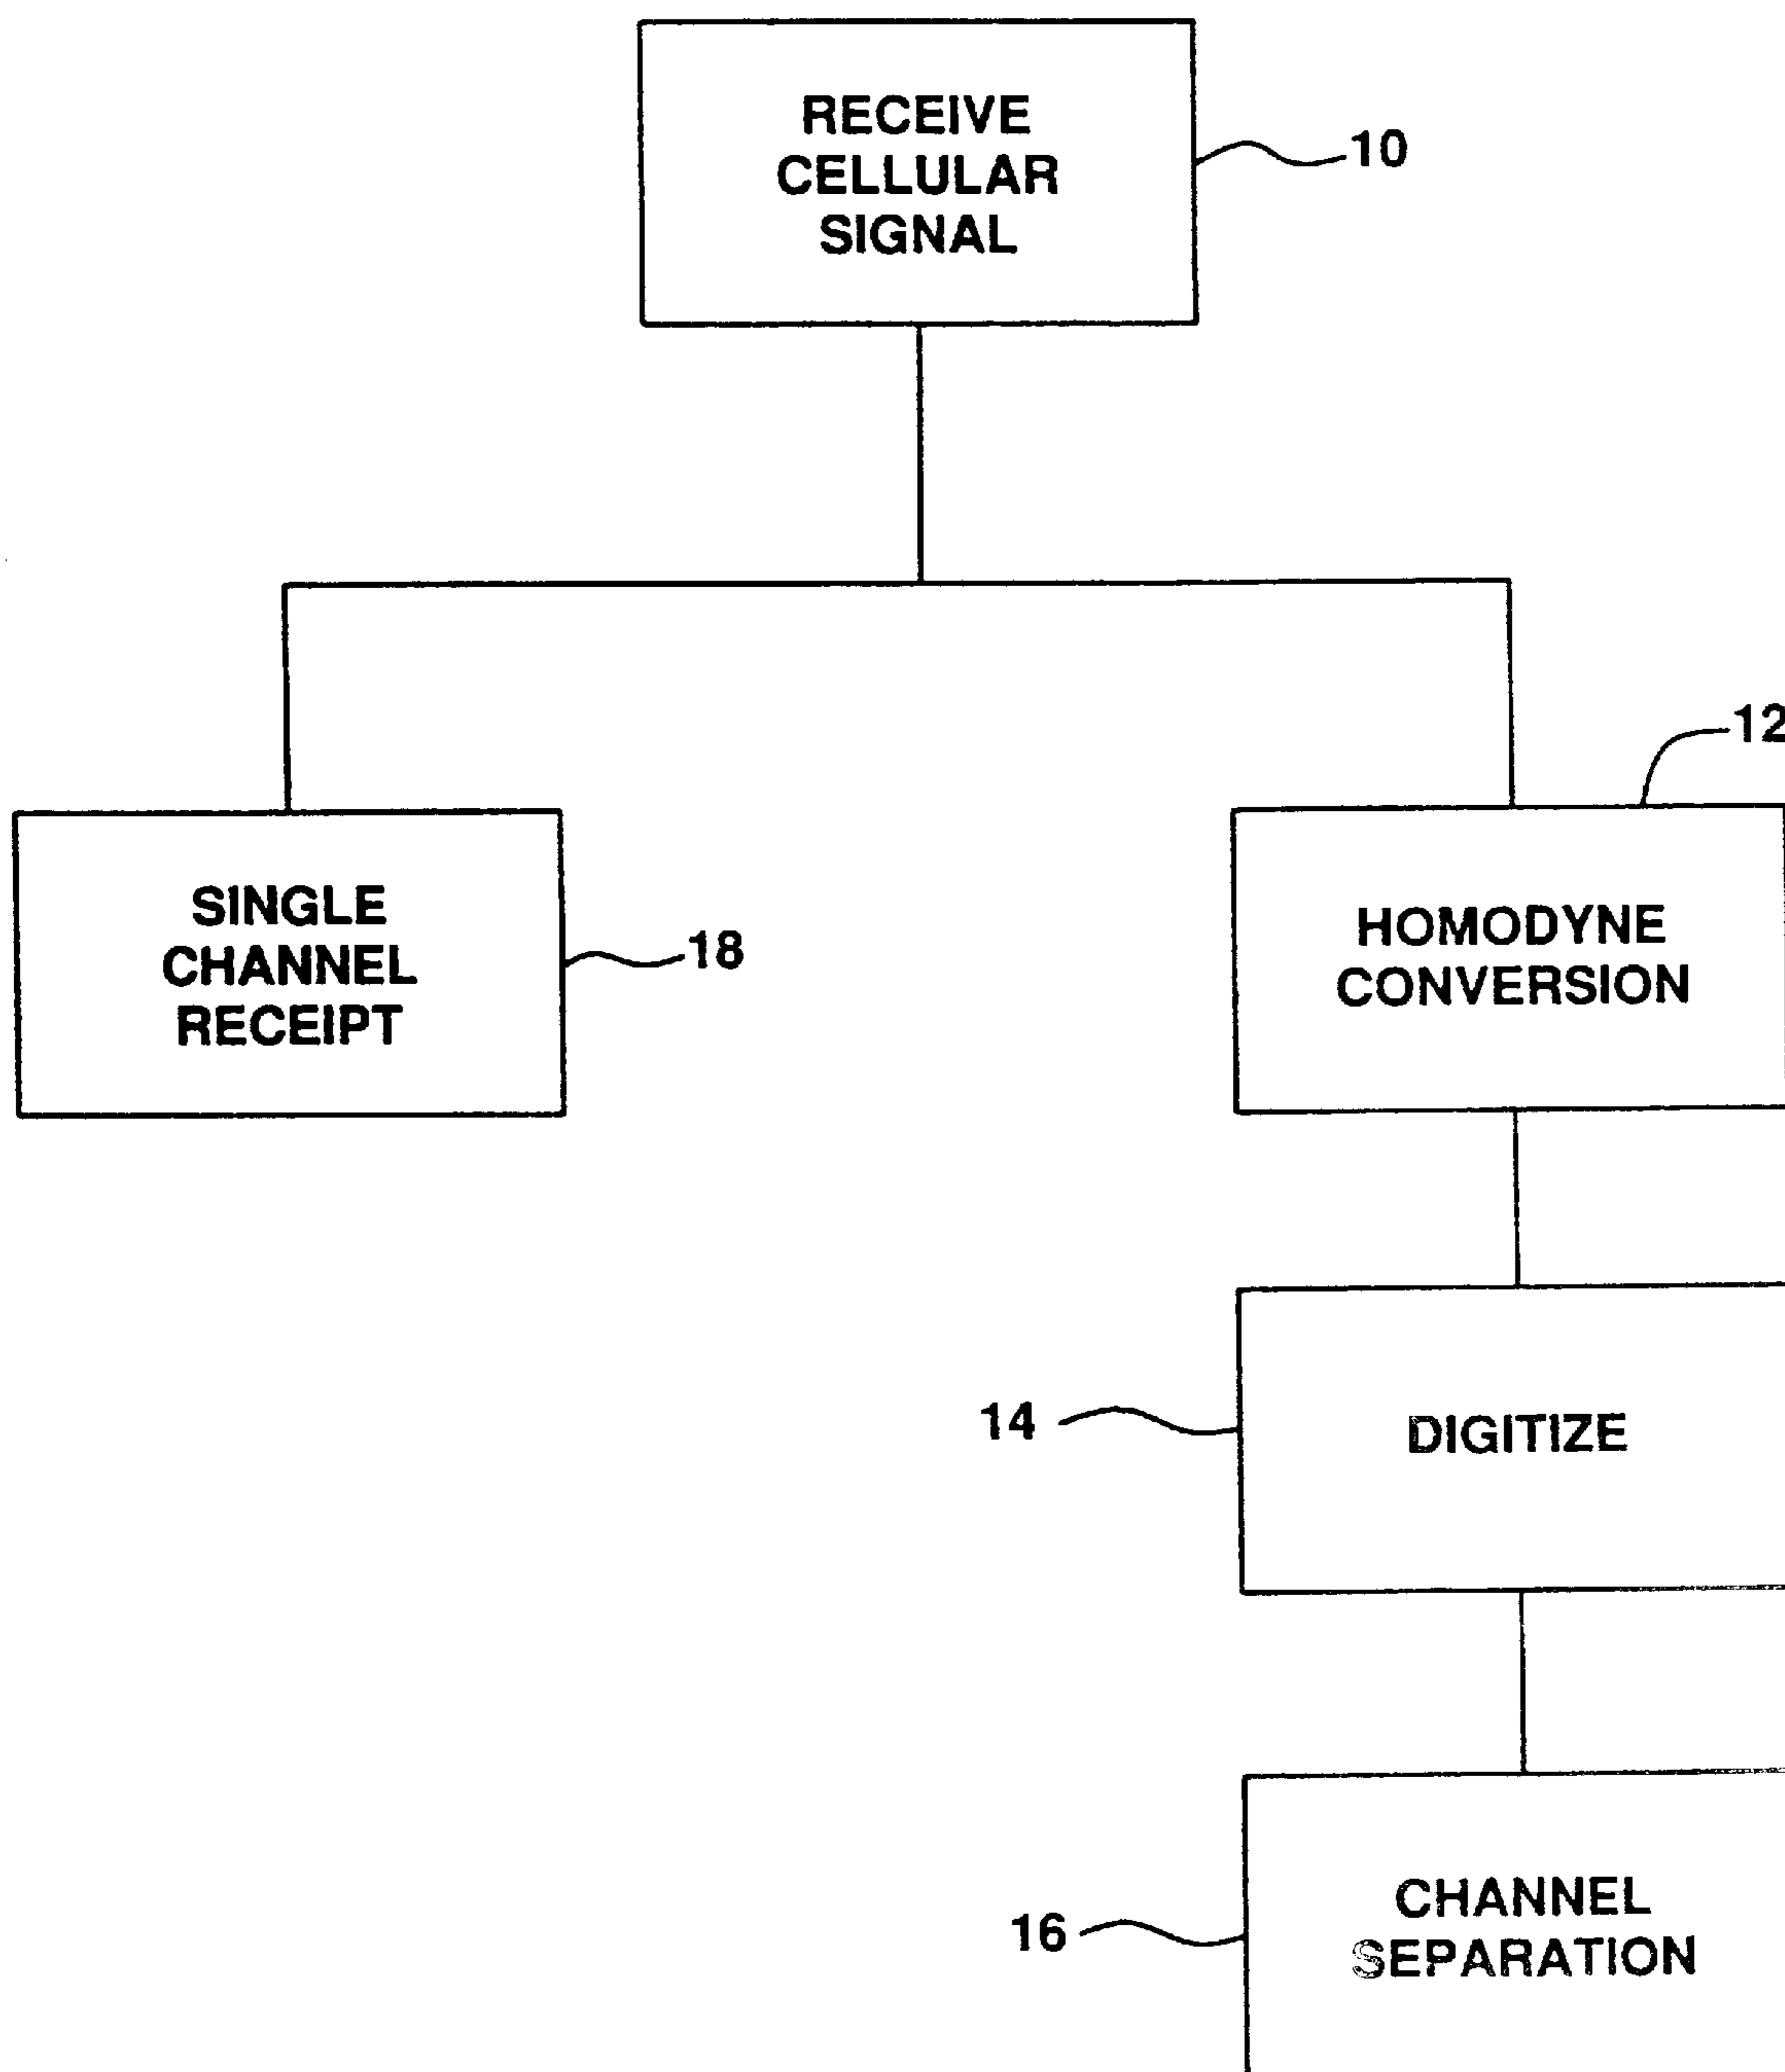 RECEIVE
CELLULAR
SIGNAL
10
12
SINGLE
CHANNEL
RECEIPT
18
HOMODYNE
CONVERSION
14
DIGITIZE
16
CHANNEL
SEPARATION